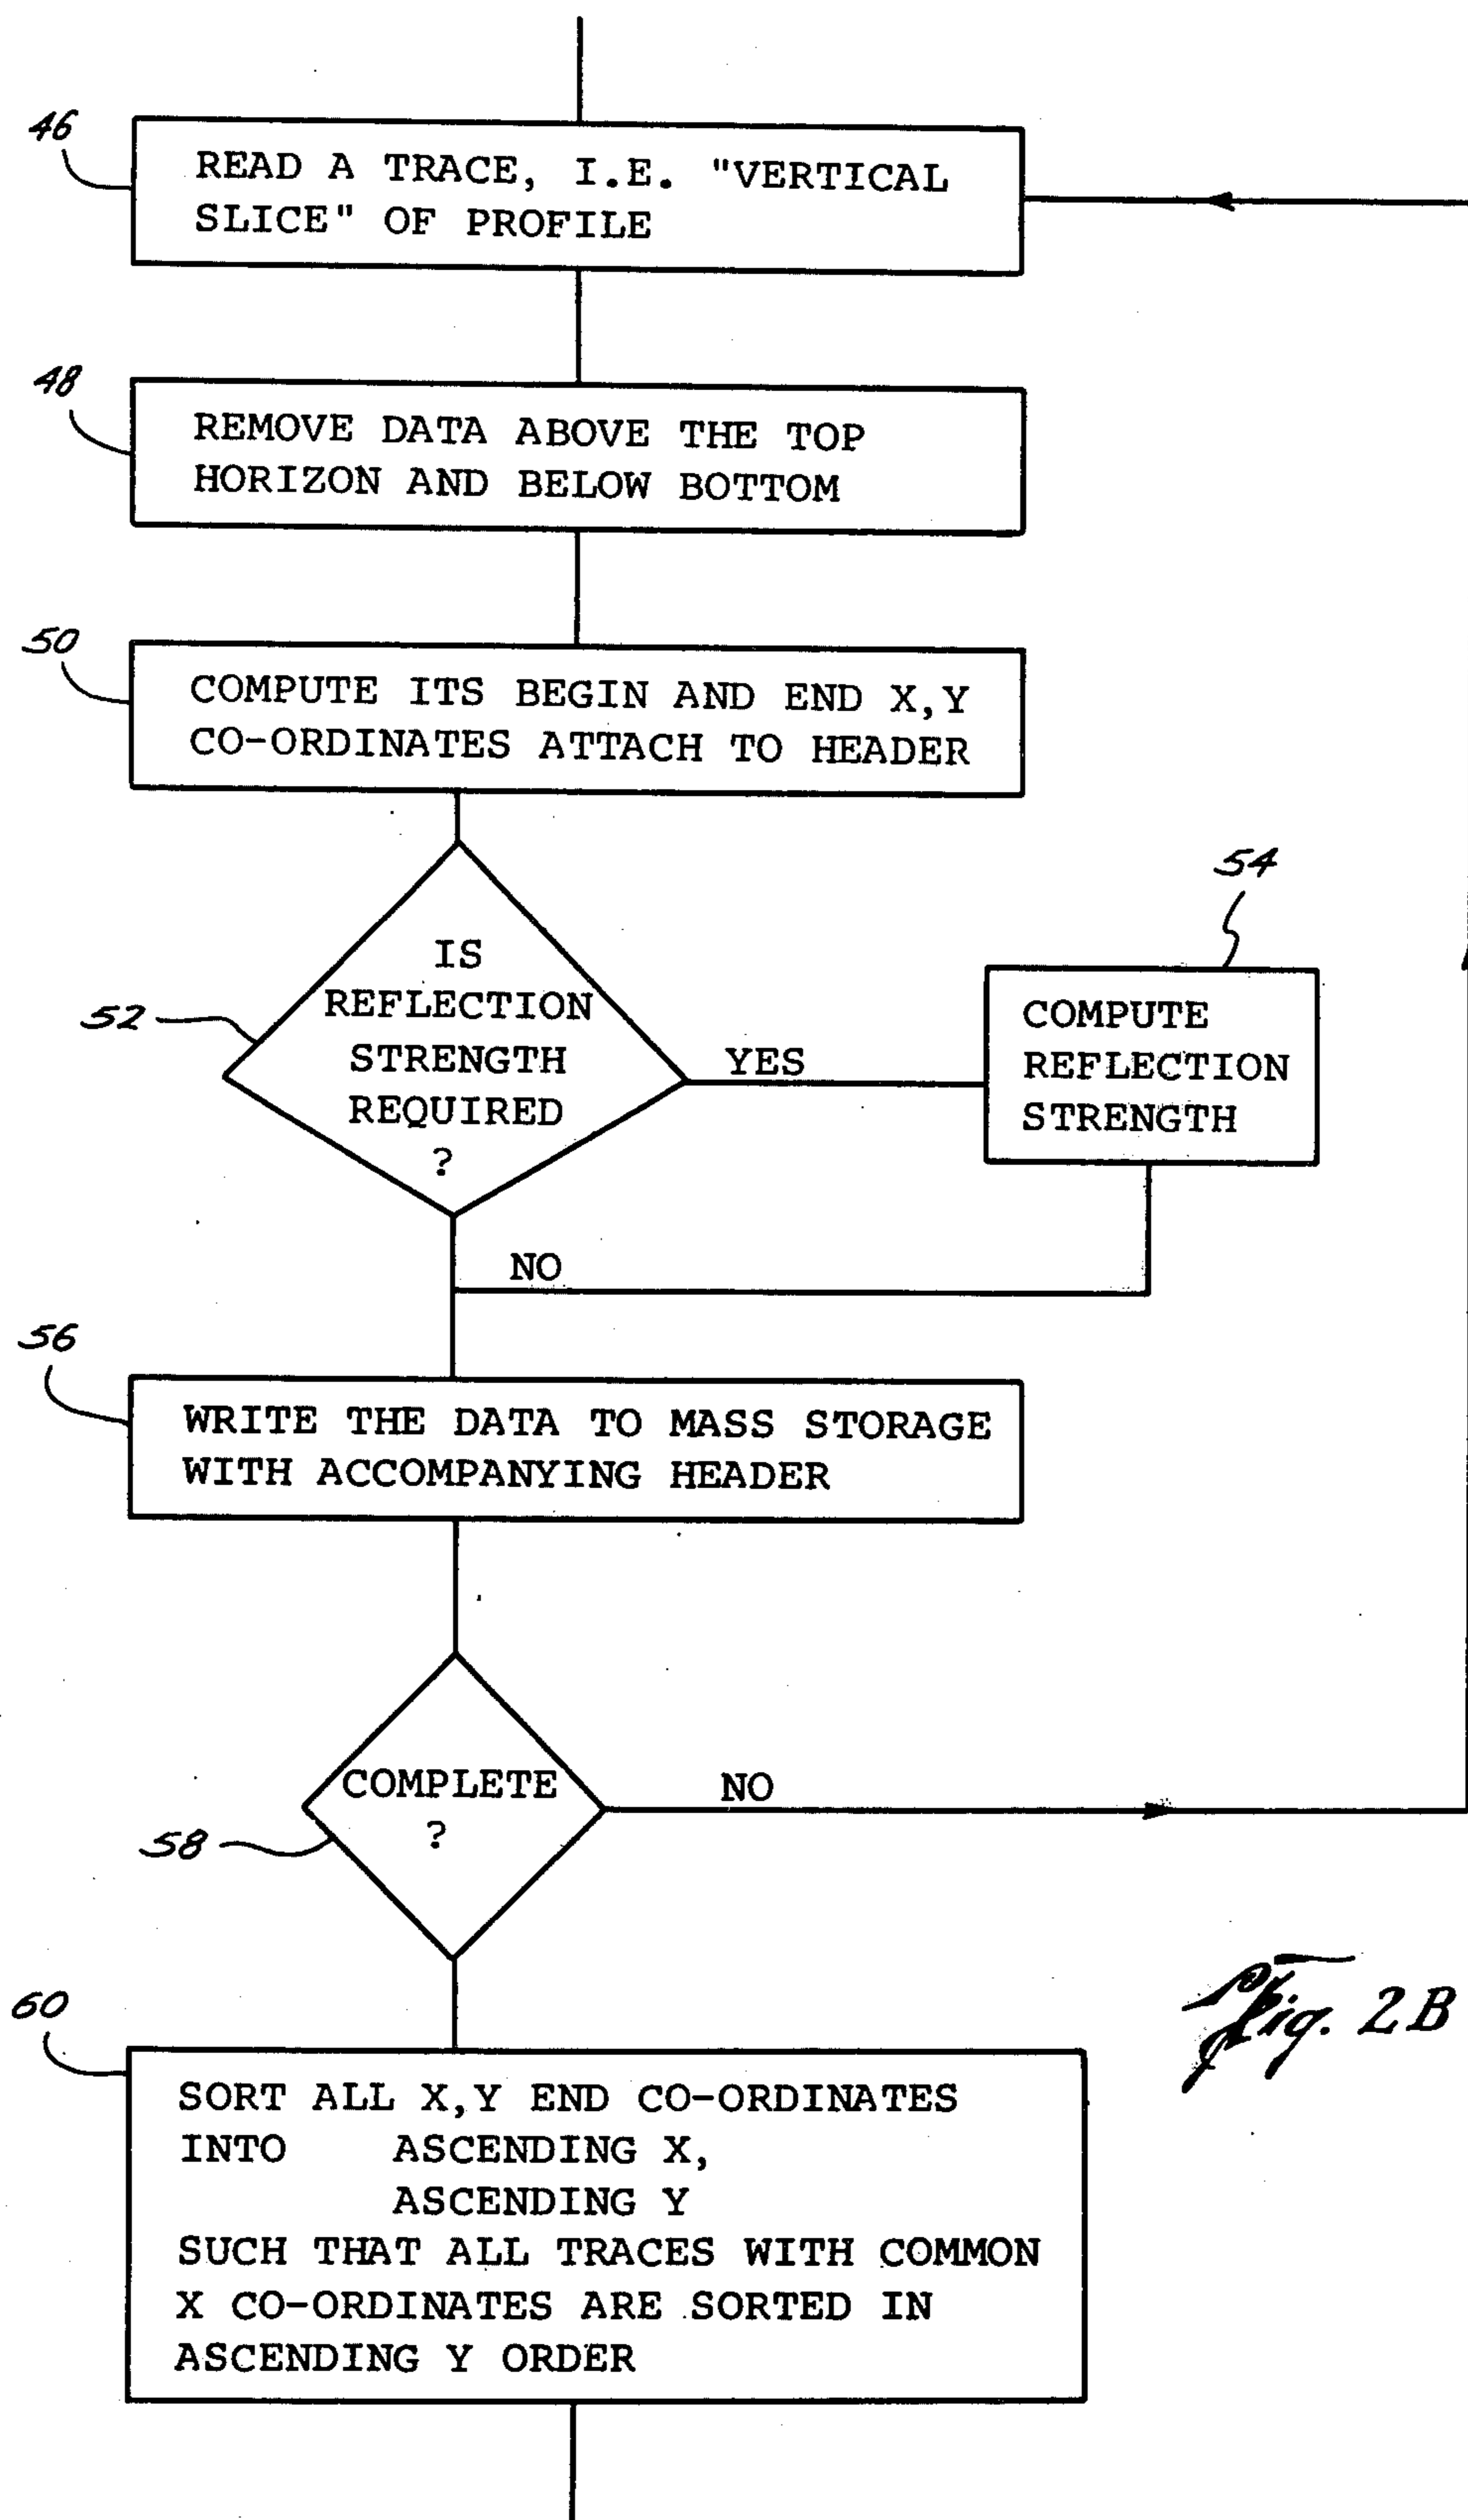 46
READ A TRACE, I.E. "VERTICAL
SLICE" OF PROFILE
48
REMOVE DATA ABOVE THE TOP
HORIZON AND BELOW BOTTOM
50
COMPUTE ITS BEGIN AND END X,Y
CO-ORDINATES ATTACH TO HEADER
52
IS
REFLECTION
STRENGTH
REQUIRED
?
YES
54
COMPUTE
REFLECTION
STRENGTH
NO
56
WRITE THE DATA TO MASS STORAGE
WITH ACCOMPANYING HEADER
58
COMPLETE
?
NO
60
SORT ALL X,Y END CO-ORDINATES
INTO ASCENDING X,
ASCENDING Y
SUCH THAT ALL TRACES WITH COMMON
X CO-ORDINATES ARE SORTED IN
ASCENDING Y ORDER
Fig. 2B